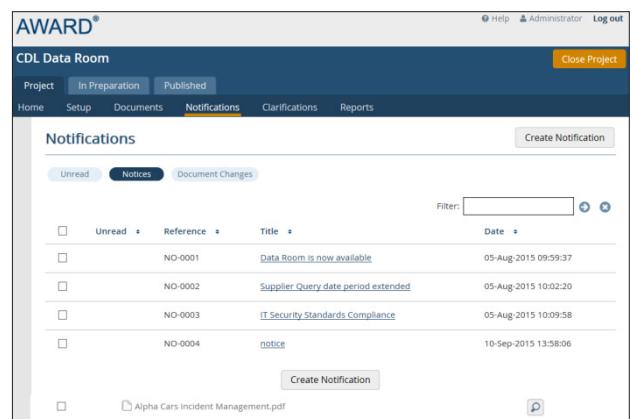 AWARD®
Help Administrator Log out
CDL Data Room
Close Project
Project In Preparation Published
Home Setup Documents Notifications Clarifications Reports
Notifications
Create Notification
Unread Notices Document Changes
Filter:
Unread Reference Title Date
NO-0001 Data Room is now available 05-Aug-2015 09:59:37
NO-0002 Supplier Query date period extended 05-Aug-2015 10:02:20
NO-0003 IT Security Standards Compliance 05-Aug-2015 10:09:58
NO-0004 notice 10-Sep-2015 13:58:06
Create Notification
Alpha Cars Incident Management.pdf